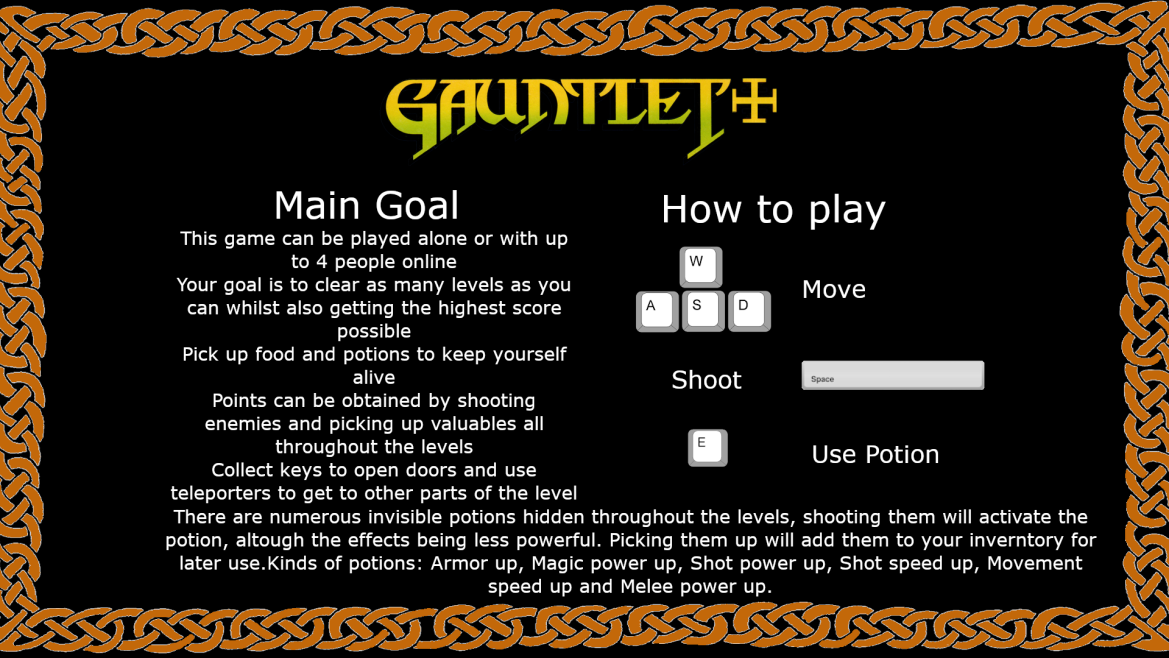 GAUNTLET+
Main Goal
This game can be played alone or with up
to 4 people online
Your goal is to clear as many levels as you
can whilst also getting the highest score
possible
Pick up food and potions to keep yourself
alive
Points can be obtained by shooting
enemies and picking up valuables all
throughout the levels
Collect keys to open doors and use
teleporters to get to other parts of the level
How to play
W
A S D
Move
Shoot
Space
E
Use Potion
There are numerous invisible potions hidden throughout the levels, shooting them will activate the
potion, altough the effects being less powerful. Picking them up will add them to your inverntory for
later use.Kinds of potions: Armor up, Magic power up, Shot power up, Shot speed up, Movement
speed up and Melee power up.